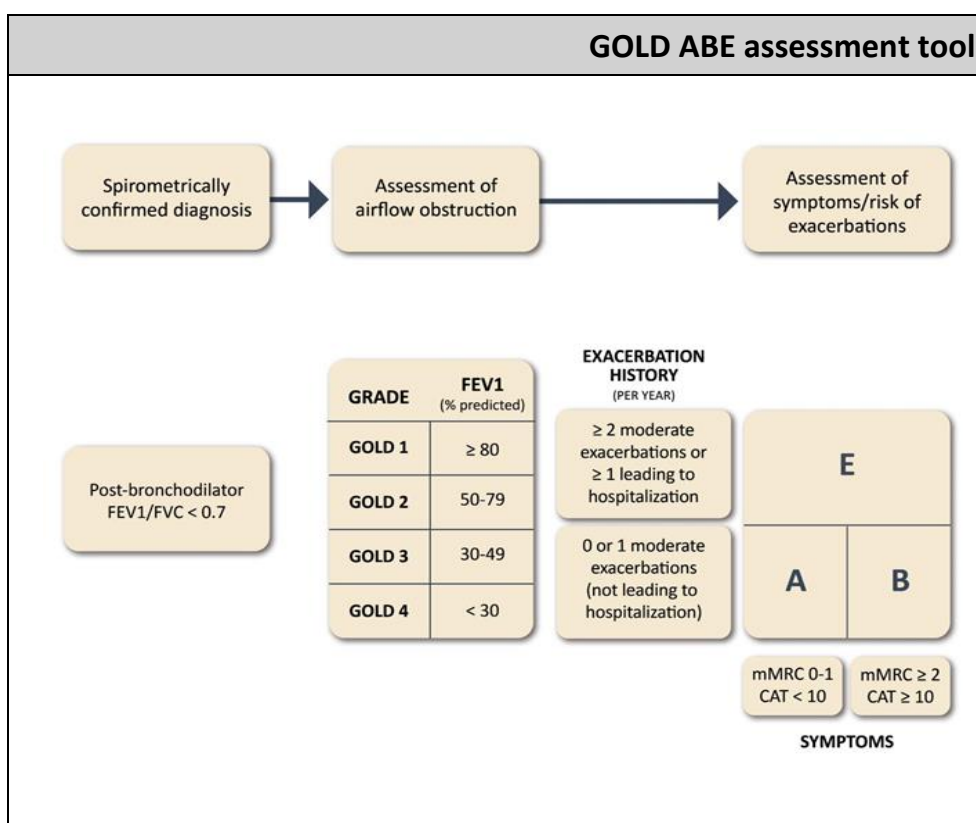 GOLD ABE assessment tool
Spirometrically
confirmed diagnosis
Assessment of
airflow obstruction
Assessment of
symptoms/risk of
exacerbations
Post-bronchodilator
FEV1/FVC < 0.7
GRADE
FEV1
(% predicted)
GOLD 1
≥ 80
GOLD 2
50-79
GOLD 3
30-49
GOLD 4
< 30
EXACERBATION
HISTORY
(PER YEAR)
≥ 2 moderate
exacerbations or
≥ 1 leading to
hospitalization
0 or 1 moderate
exacerbations
(not leading to
hospitalization)
E
A
B
mMRC 0-1
CAT < 10
mMRC ≥ 2
CAT ≥ 10
SYMPTOMS